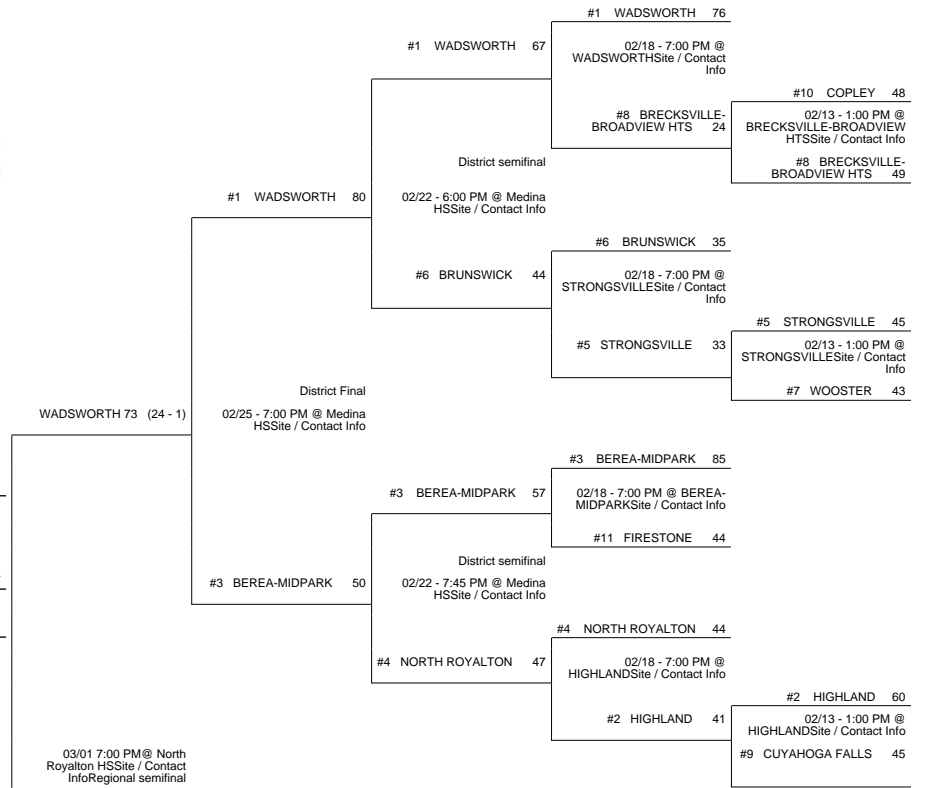 #1 WADSWORTH 76
#1 WADSWORTH 67
02/18 - 7:00 PM @
WADSWORTHSite / Contact
Info
#10 COPLEY 48
#8 BRECKSVILLE-
BROADVIEW HTS 24
02/13 - 1:00 PM @
BRECKSVILLE-BROADVIEW
HTSSite / Contact Info
District semifinal
#8 BRECKSVILLE-
BROADVIEW HTS 49
#1 WADSWORTH 80
02/22 - 6:00 PM @ Medina
HSSite / Contact Info
#6 BRUNSWICK 35
#6 BRUNSWICK 44
02/18 - 7:00 PM @
STRONGSVILLESite / Contact
Info
#5 STRONGSVILLE 45
#5 STRONGSVILLE 33
02/13 - 1:00 PM @
STRONGSVILLESite / Contact
Info
District Final
#7 WOOSTER 43
WADSWORTH 73 (24 - 1)
02/25 - 7:00 PM @ Medina
HSSite / Contact Info
#3 BEREA-MIDPARK 85
#3 BEREA-MIDPARK 57
02/18 - 7:00 PM @ BEREA-
MIDPARKSite / Contact Info
#11 FIRESTONE 44
District semifinal
#3 BEREA-MIDPARK 50
02/22 - 7:45 PM @ Medina
HSSite / Contact Info
#4 NORTH ROYALTON 44
#4 NORTH ROYALTON 47
02/18 - 7:00 PM @
HIGHLANDSite / Contact Info
#2 HIGHLAND 60
#2 HIGHLAND 41
02/13 - 1:00 PM @
HIGHLANDSite / Contact Info
#9 CUYAHOGA FALLS 45
03/01 7:00 PM@ North
Royalton HSSite / Contact
InfoRegional semifinal